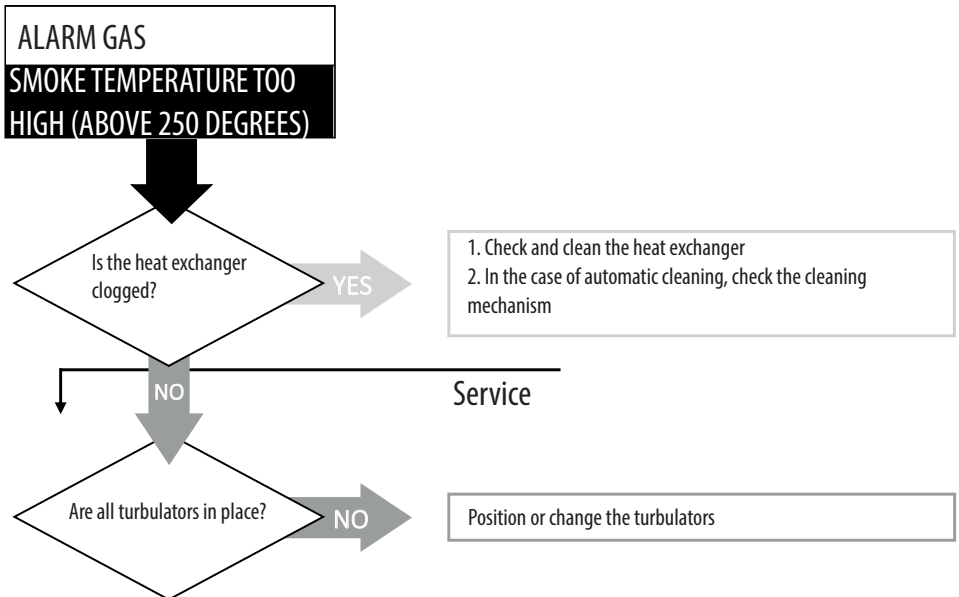 ALARM GAS
SMOKE TEMPERATURE TOO
HIGH (ABOVE 250 DEGREES)
Is the heat exchanger
clogged?
YES
1. Check and clean the heat exchanger
2. In the case of automatic cleaning, check the cleaning
mechanism
NO
Service
Are all turbulators in place?
NO
Position or change the turbulators